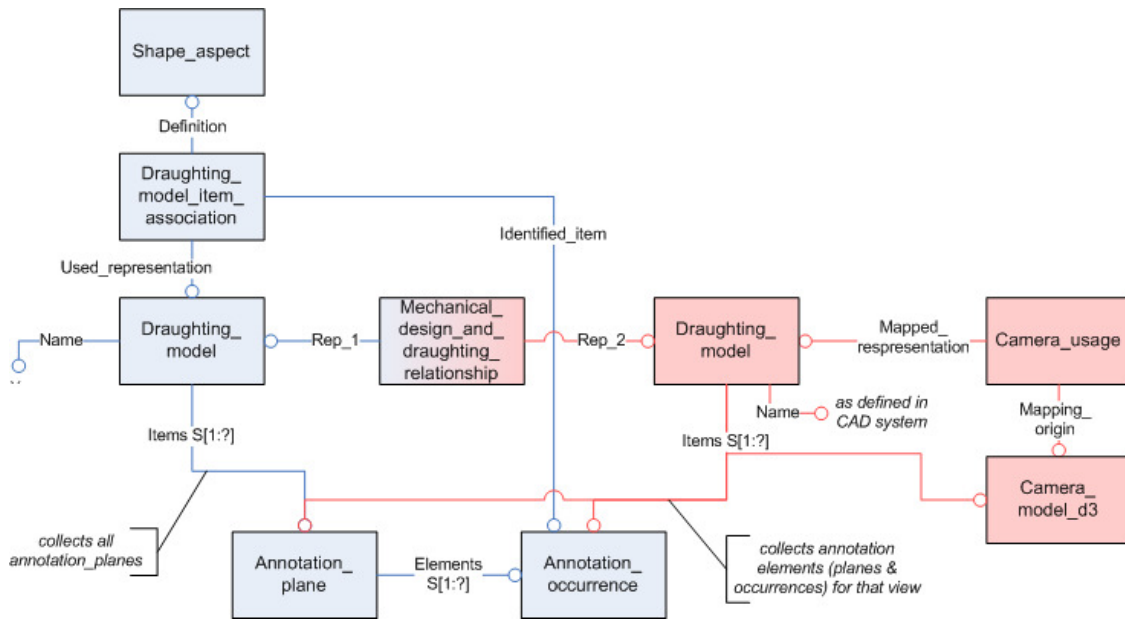 Shape_aspect
Definition
Draughting_
model_item_
association
Identified_item
Used_representation
Name
Draughting_
model
Rep_1
Mechanical_
design_and_
draughting_
relationship
Rep_2
Draughting_
model
Mapped_
respresentation
Camera_usage
Name
as defined in
CAD system
Mapping_
origin
Items S[1:?]
Items S[1:?]
Camera_
model_d3
collects all
annotation_planes
Annotation_
plane
Elements
S[1:?]
Annotation_
occurrence
collects annotation
elements (planes &
occurrences) for that view